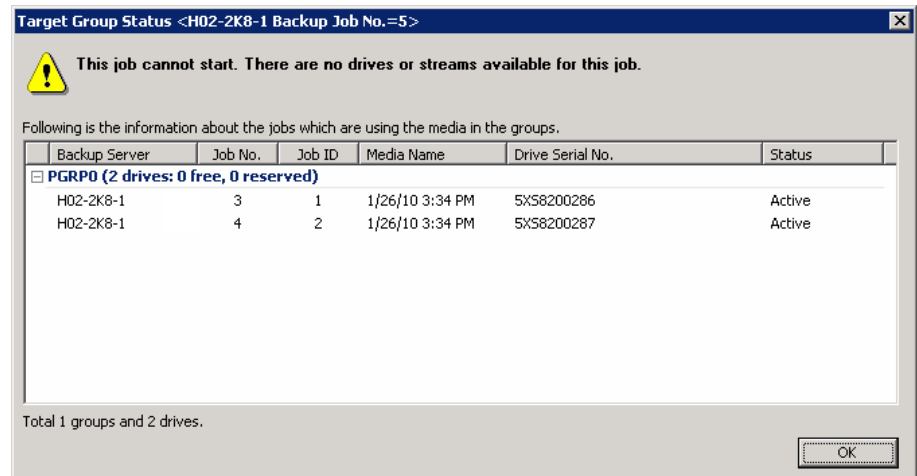 Target Group Status <H02-2K8-1 Backup Job No.=5>
This job cannot start. There are no drives or streams available for this job.
Following is the information about the jobs which are using the media in the groups.
Backup Server Job No. Job ID Media Name Drive Serial No. Status
PGRP0 (2 drives: 0 free, 0 reserved)
H02-2K8-1 3 1 1/26/10 3:34 PM 5XS8200286 Active
H02-2K8-1 4 2 1/26/10 3:34 PM 5XS8200287 Active
Total 1 groups and 2 drives.
OK